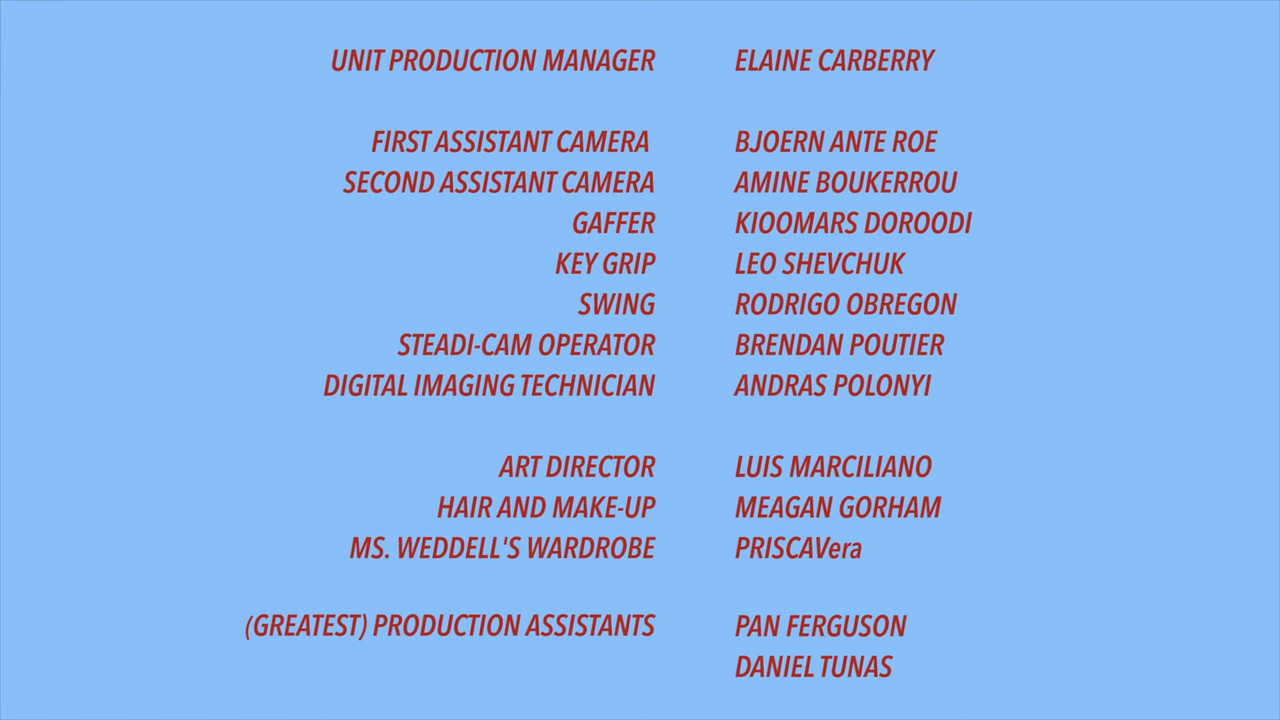 UNIT PRODUCTION MANAGER ELAINE CARBERRY
FIRST ASSISTANT CAMERA BJOERN ANTE ROE
SECOND ASSISTANT CAMERA AMINE BOUKERROU
GAFFER KIOOMARS DOROODI
KEY GRIP LEO SHEVCHUK
SWING RODRIGO OBREGON
STEADI-CAM OPERATOR BRENDAN POUTIER
DIGITAL IMAGING TECHNICIAN ANDRAS POLONYI
ART DIRECTOR LUIS MARCILIANO
HAIR AND MAKE-UP MEAGAN GORHAM
MS. WEDDELL'S WARDROBE PRISCAVera
(GREATEST) PRODUCTION ASSISTANTS PAN FERGUSON
DANIEL TUNAS